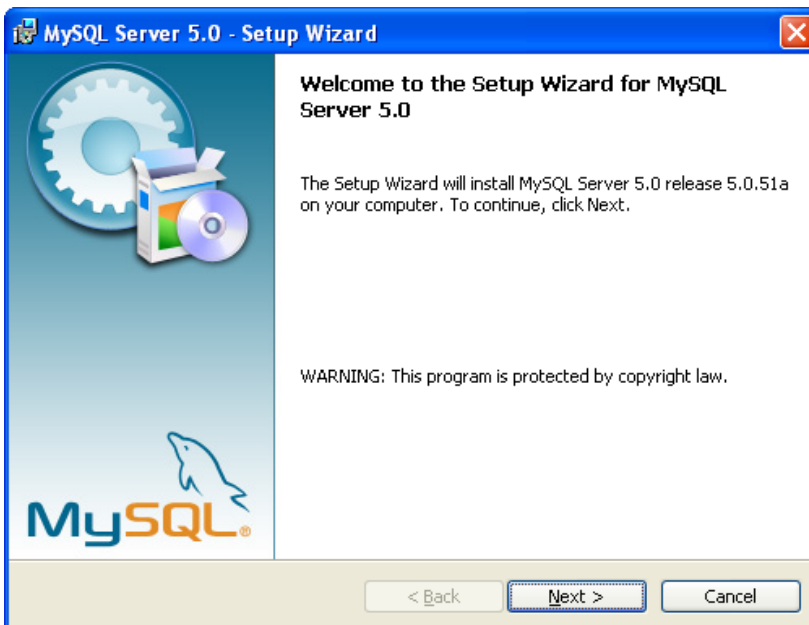 MySQL Server 5.0 - Setup Wizard
Welcome to the Setup Wizard for MySQL
Server 5.0
The Setup Wizard will install MySQL Server 5.0 release 5.0.51a
on your computer. To continue, click Next.
WARNING: This program is protected by copyright law.
MySQL®
< Back
Next >
Cancel